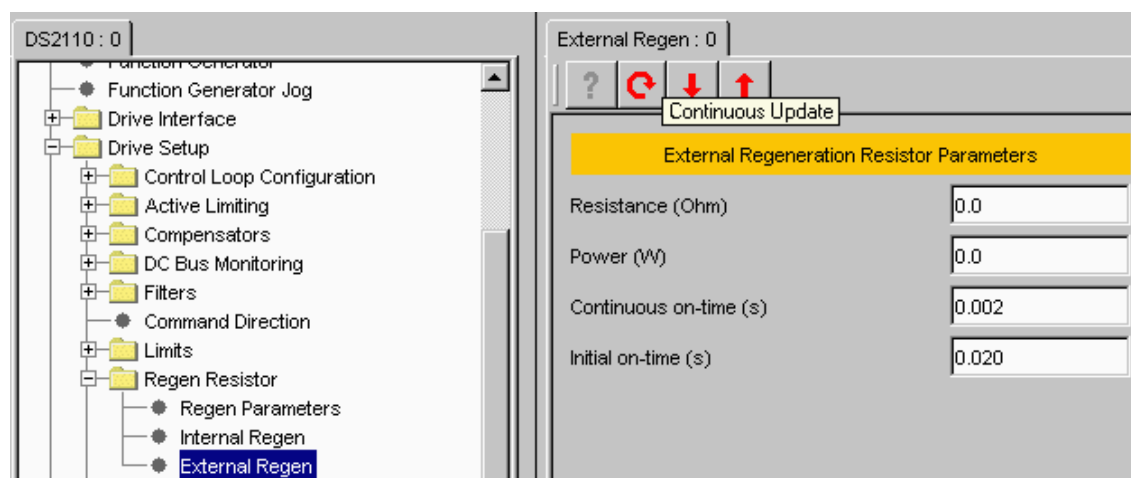 DS2110 : 0
Function Generator
Function Generator Jog
Drive Interface
Drive Setup
Control Loop Configuration
Active Limiting
Compensators
DC Bus Monitoring
Filters
Command Direction
Limits
Regen Resistor
Regen Parameters
Internal Regen
External Regen
External Regen : 0
?
Continuous Update
External Regeneration Resistor Parameters
Resistance (Ohm) 0.0
Power (W) 0.0
Continuous on-time (s) 0.002
Initial on-time (s) 0.020